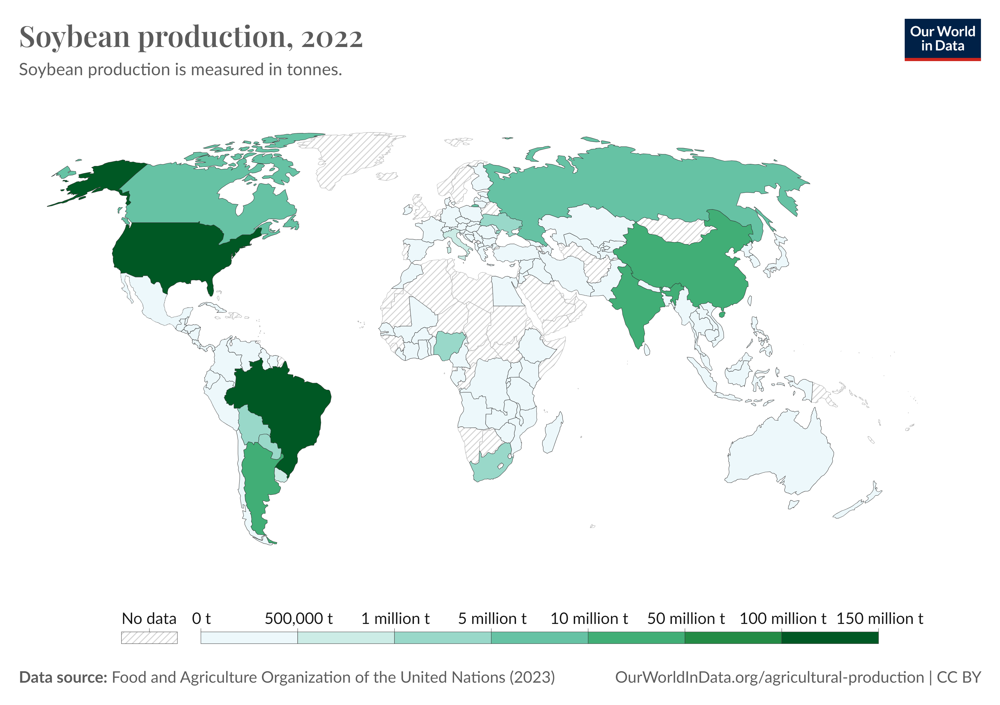 Soybean production, 2022
Soybean production is measured in tonnes.
Our World
in Data
No data
0 t
500,000 t
1 million t
5 million t
10 million t
50 million t
100 million t
150 million t
Data source: Food and Agriculture Organization of the United Nations (2023)
OurWorldInData.org/agricultural-production | CC BY